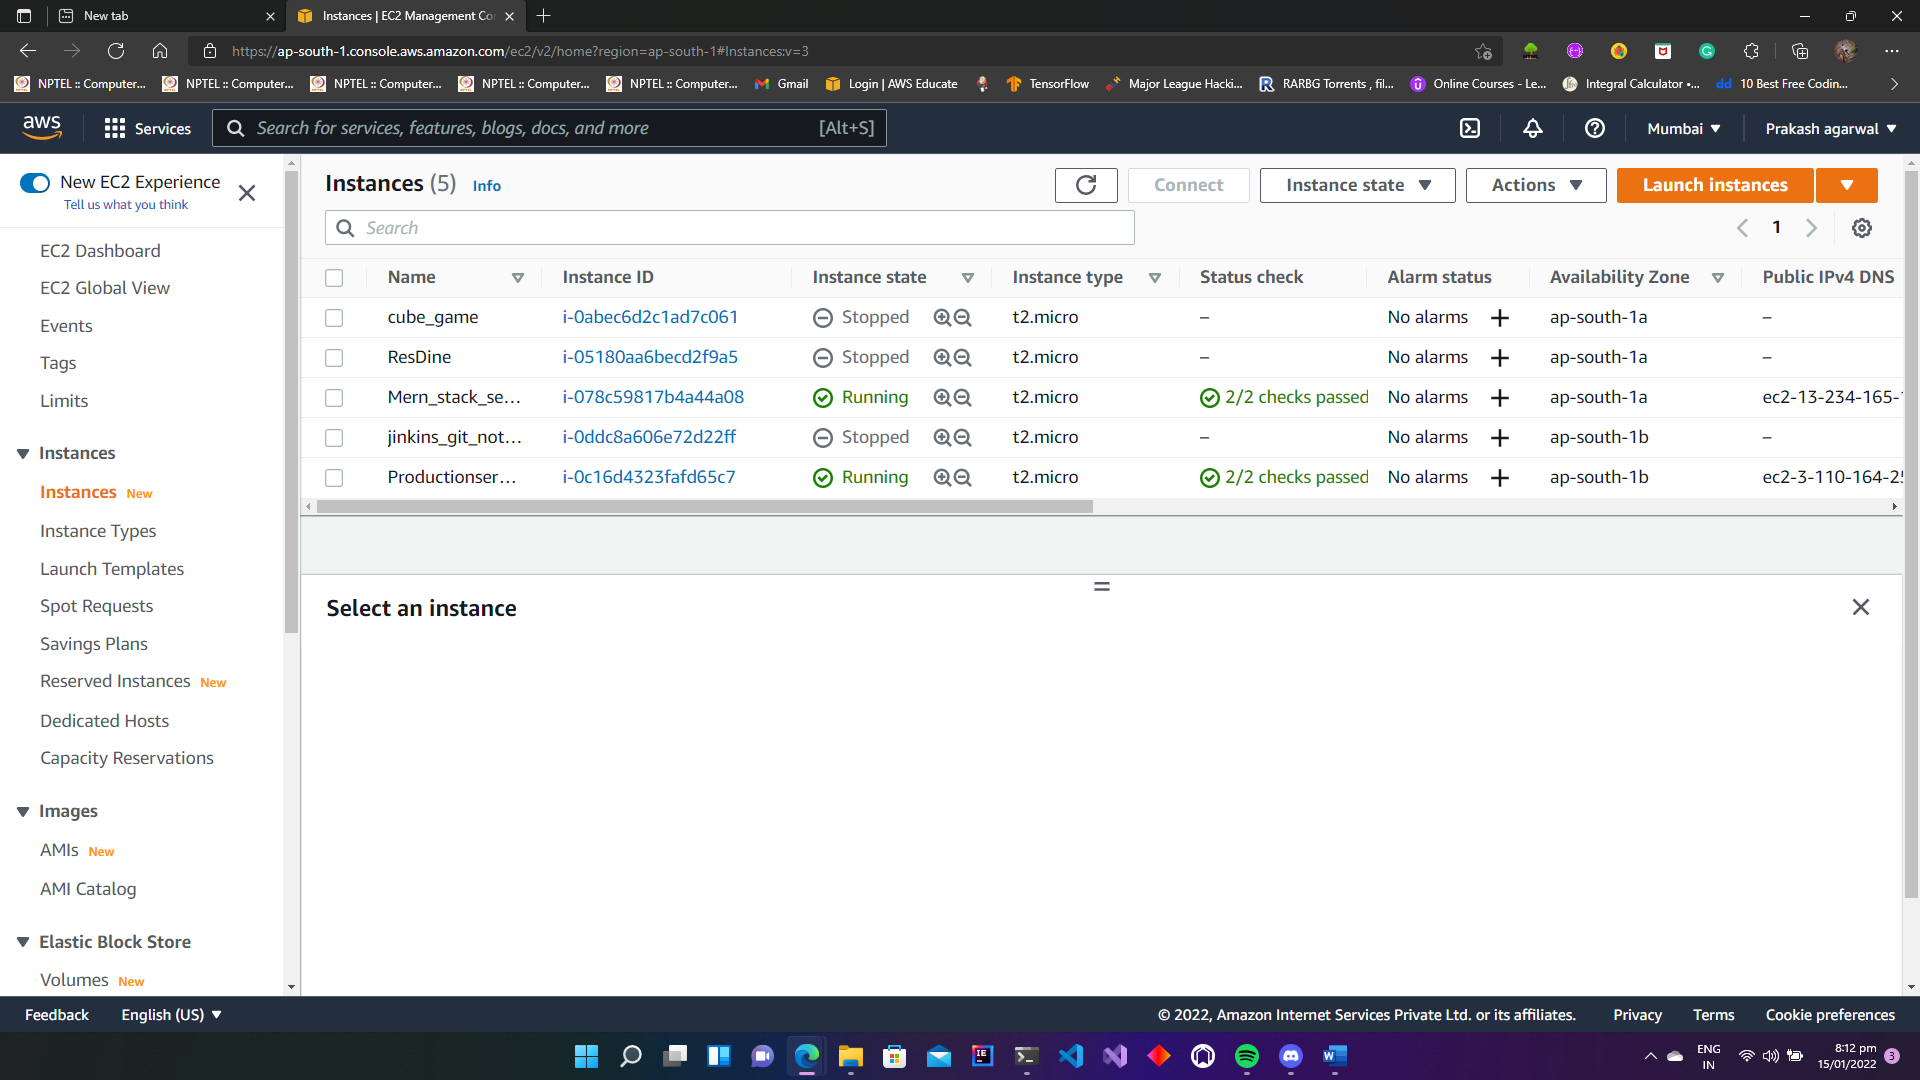 New tab
Instances | EC2 Management Co
https://ap-south-1.console.aws.amazon.com/ec2/v2/home?region=ap-south-1#Instances:v=3
NPTEL :: Computer... NPTEL :: Computer... NPTEL :: Computer... NPTEL :: Computer... NPTEL :: Computer... Gmail Login | AWS Educate TensorFlow Major League Hacki... RARBG Torrents , fil... Online Courses - Le... Integral Calculator •... dd 10 Best Free Codin...
aws Services Search for services, features, blogs, docs, and more [Alt+S] Mumbai Prakash agarwal
New EC2 Experience
Tell us what you think
EC2 Dashboard
EC2 Global View
Events
Tags
Limits
Instances
Instances New
Instance Types
Launch Templates
Spot Requests
Savings Plans
Reserved Instances New
Dedicated Hosts
Capacity Reservations
Images
AMIs New
AMI Catalog
Elastic Block Store
Volumes New
Instances (5) Info Connect Instance state Actions Launch instances
Search 1
Name Instance ID Instance state Instance type Status check Alarm status Availability Zone Public IPv4 DNS
cube_game i-0abec6d2c1ad7c061 Stopped t2.micro – No alarms + ap-south-1a –
ResDine i-05180aa6becd2f9a5 Stopped t2.micro – No alarms + ap-south-1a –
Mern_stack_se... i-078c59817b4a44a08 Running t2.micro 2/2 checks passed No alarms + ap-south-1a ec2-13-234-165-
jinkins_git_not... i-0ddc8a606e72d22ff Stopped t2.micro – No alarms + ap-south-1b –
Productionser... i-0c16d4323fafd65c7 Running t2.micro 2/2 checks passed No alarms + ap-south-1b ec2-3-110-164-25
Select an instance
Feedback English (US) © 2022, Amazon Internet Services Private Ltd. or its affiliates. Privacy Terms Cookie preferences
ENG
IN
8:12 pm
15/01/2022
3